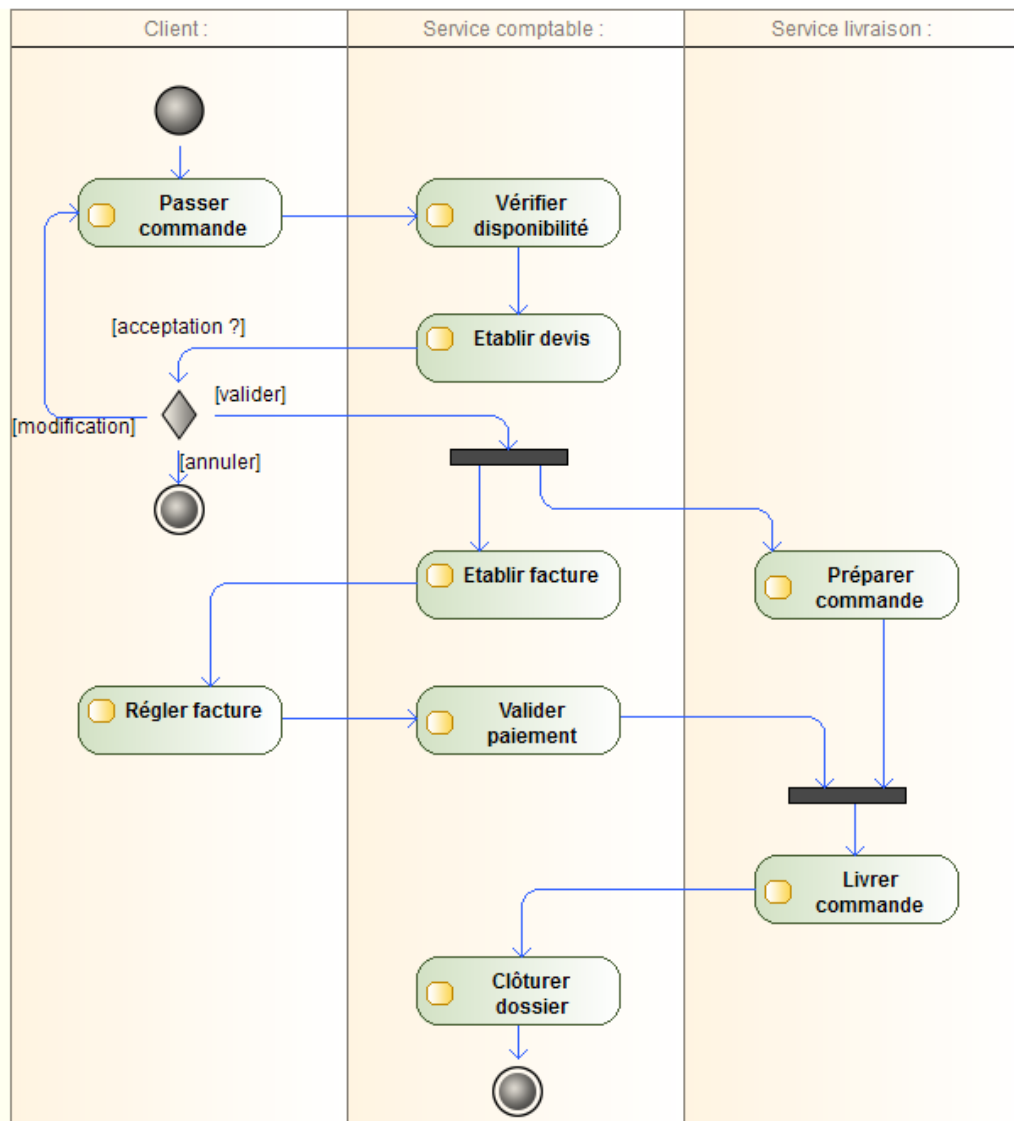 Client :
Service comptable :
Service livraison :
Passer
commande
Vérifier
disponibilité
[acceptation ?]
Etablir devis
[valider]
[modification]
[annuler]
Etablir facture
Préparer
commande
Régler facture
Valider
paiement
Livrer
commande
Clôturer
dossier